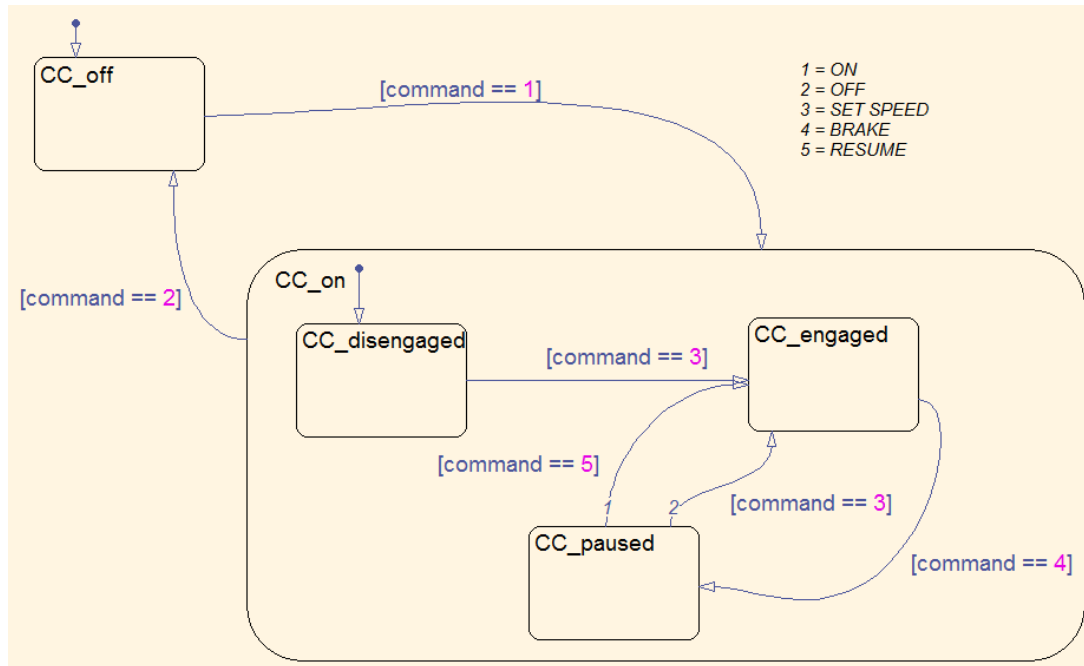 CC_off
[command == 1]
1 = ON
2 = OFF
3 = SET SPEED
4 = BRAKE
5 = RESUME
CC_on
[command == 2]
CC_disengaged
CC_engaged
[command == 3]
[command == 5]
1
2
[command == 3]
CC_paused
[command == 4]